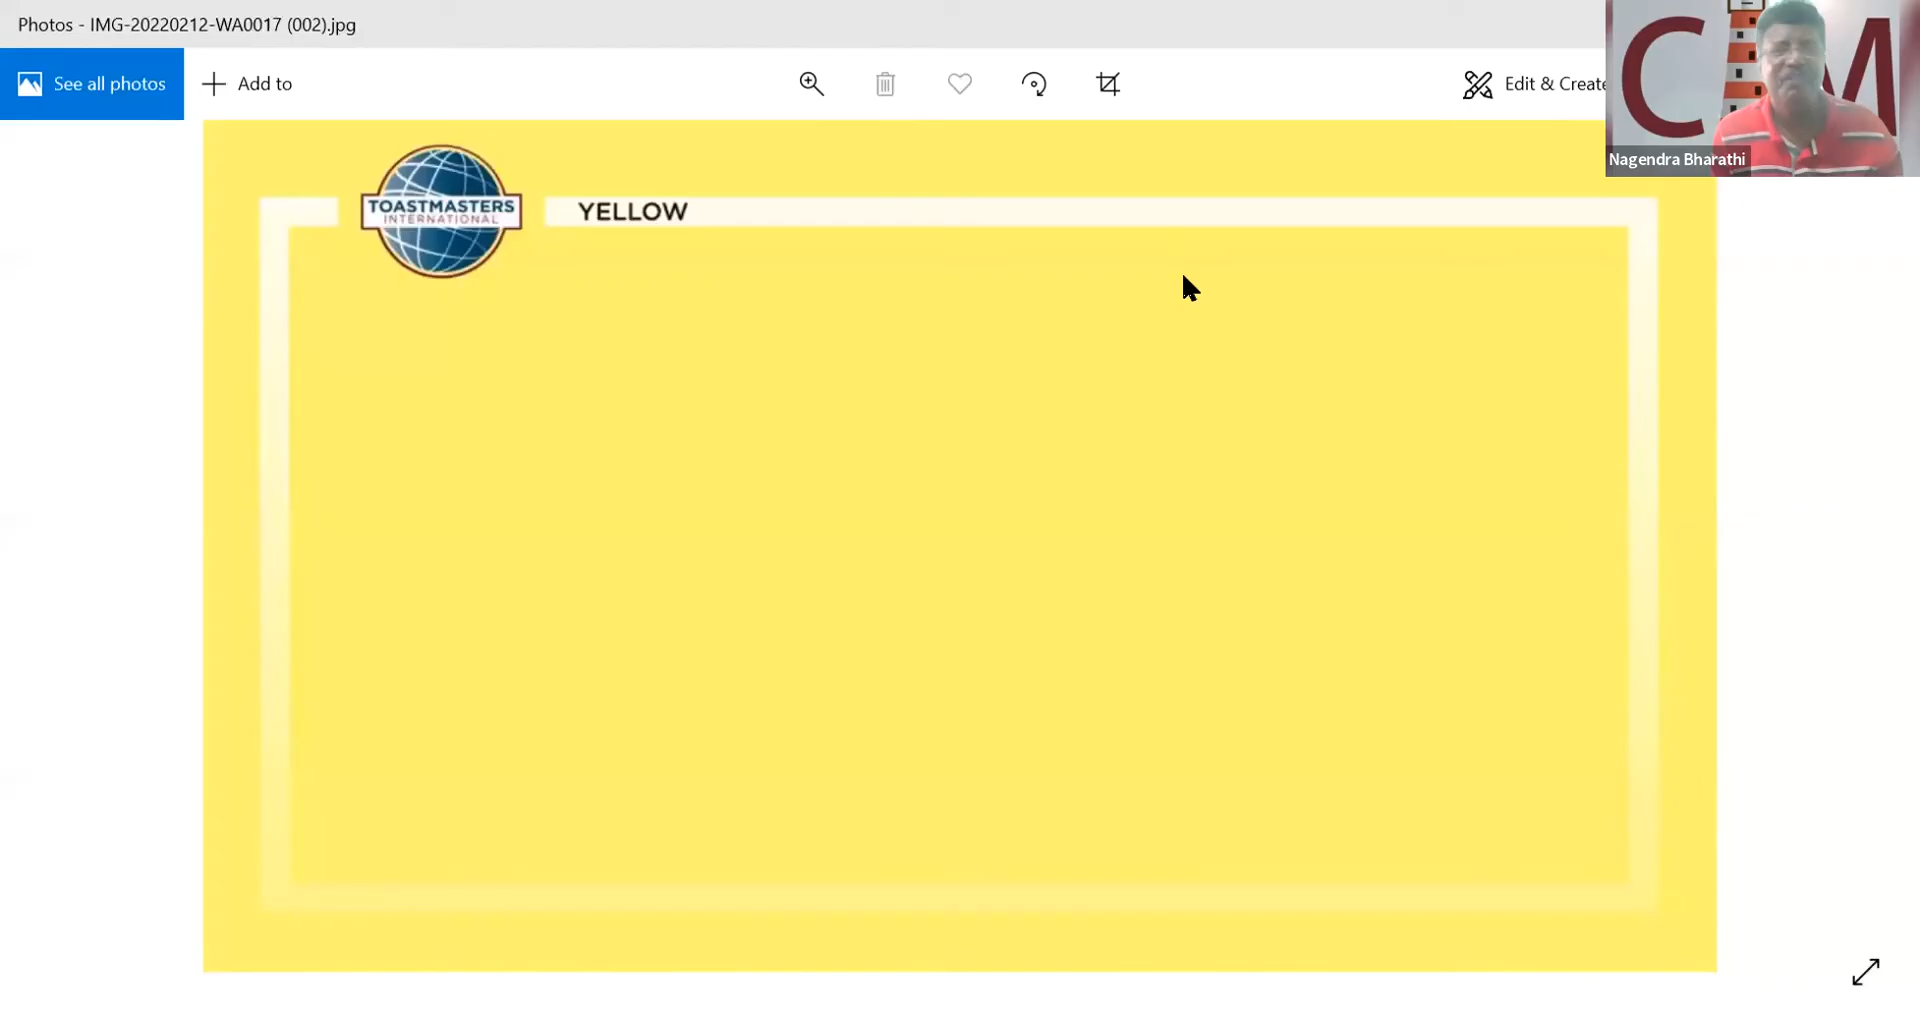 Photos - IMG-20220212-WA0017 (002).jpg
See all photos
Add to
Edit & Create
C M
Nagendra Bharathi
TOASTMASTERS
INTERNATIONAL
YELLOW